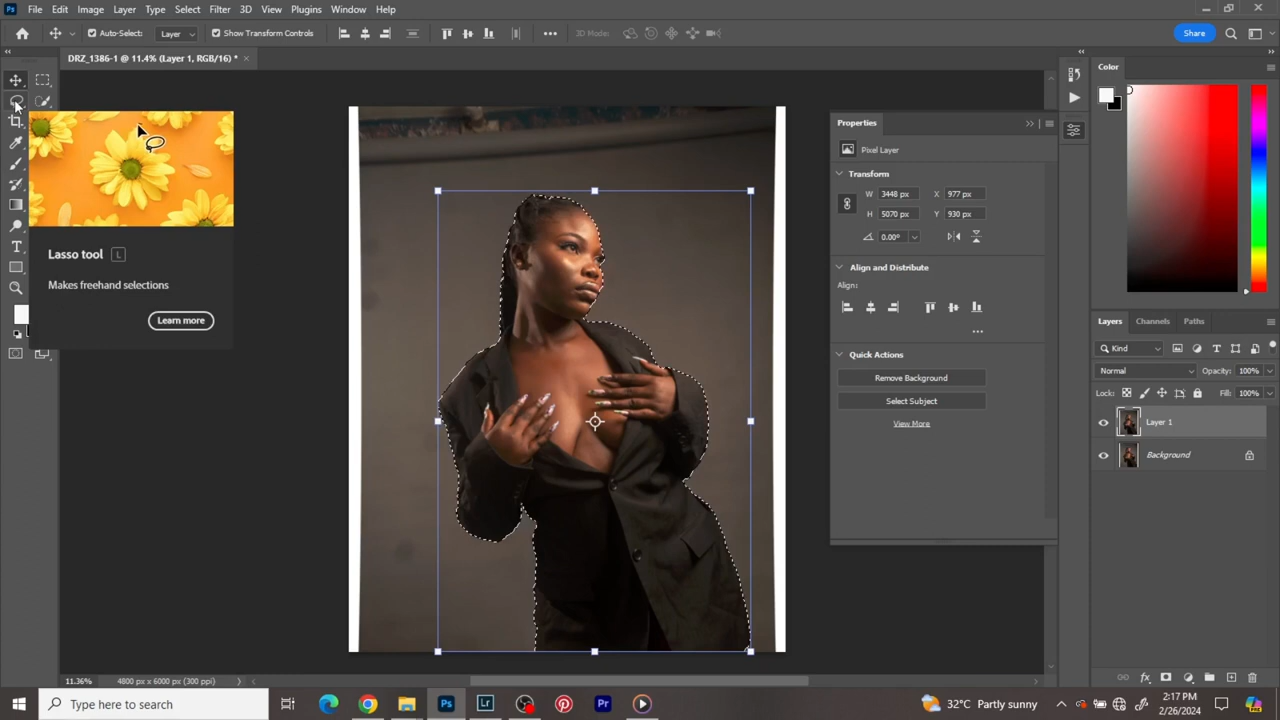 Ps File Edit Image Layer Type Select Filter 3D View Plugins Window Help
Auto-Select: Layer Show Transform Controls 3D Mode: Share
DRZ_1386-1 @ 11.4% (Layer 1, RGB/16) * ×
Lasso tool L
Makes freehand selections
Learn more
T
Properties
Pixel Layer
Transform
W 3448 px X 977 px
H 5070 px Y 930 px
0.00°
Align and Distribute
Align:
Quick Actions
Remove Background
Select Subject
View More
Color
Layers Channels Paths
Kind
Normal Opacity: 100%
Lock: Fill: 100%
Layer 1
Background
fx
11.36% 4800 px x 6000 px (300 ppi)
Type here to search
Ps Lr Pr
32°C Partly sunny
2:17 PM
2/26/2024